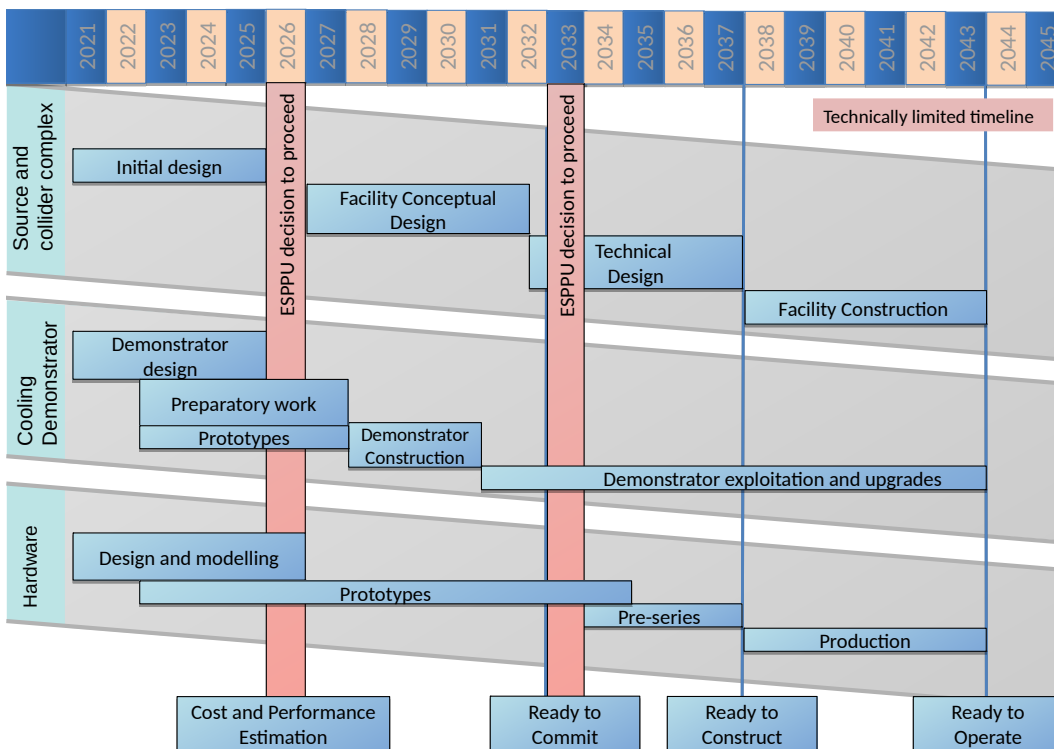 2021 2022 2023 2024 2025 2026 2027 2028 2029 2030 2031 2032 2033 2034 2035 2036 2037 2038 2039 2040 2041 2042 2043 2044 2045
Technically limited timeline
Source and
collider complex
Initial design
ESPPU decision to proceed
Facility Conceptual
Design
ESPPU decision to proceed
Technical
Design
Facility Construction
Cooling
Demonstrator
Demonstrator
design
Preparatory work
Prototypes
Demonstrator
Construction
Demonstrator exploitation and upgrades
Hardware
Design and modelling
Prototypes
Pre-series
Production
Cost and Performance
Estimation
Ready to
Commit
Ready to
Construct
Ready to
Operate